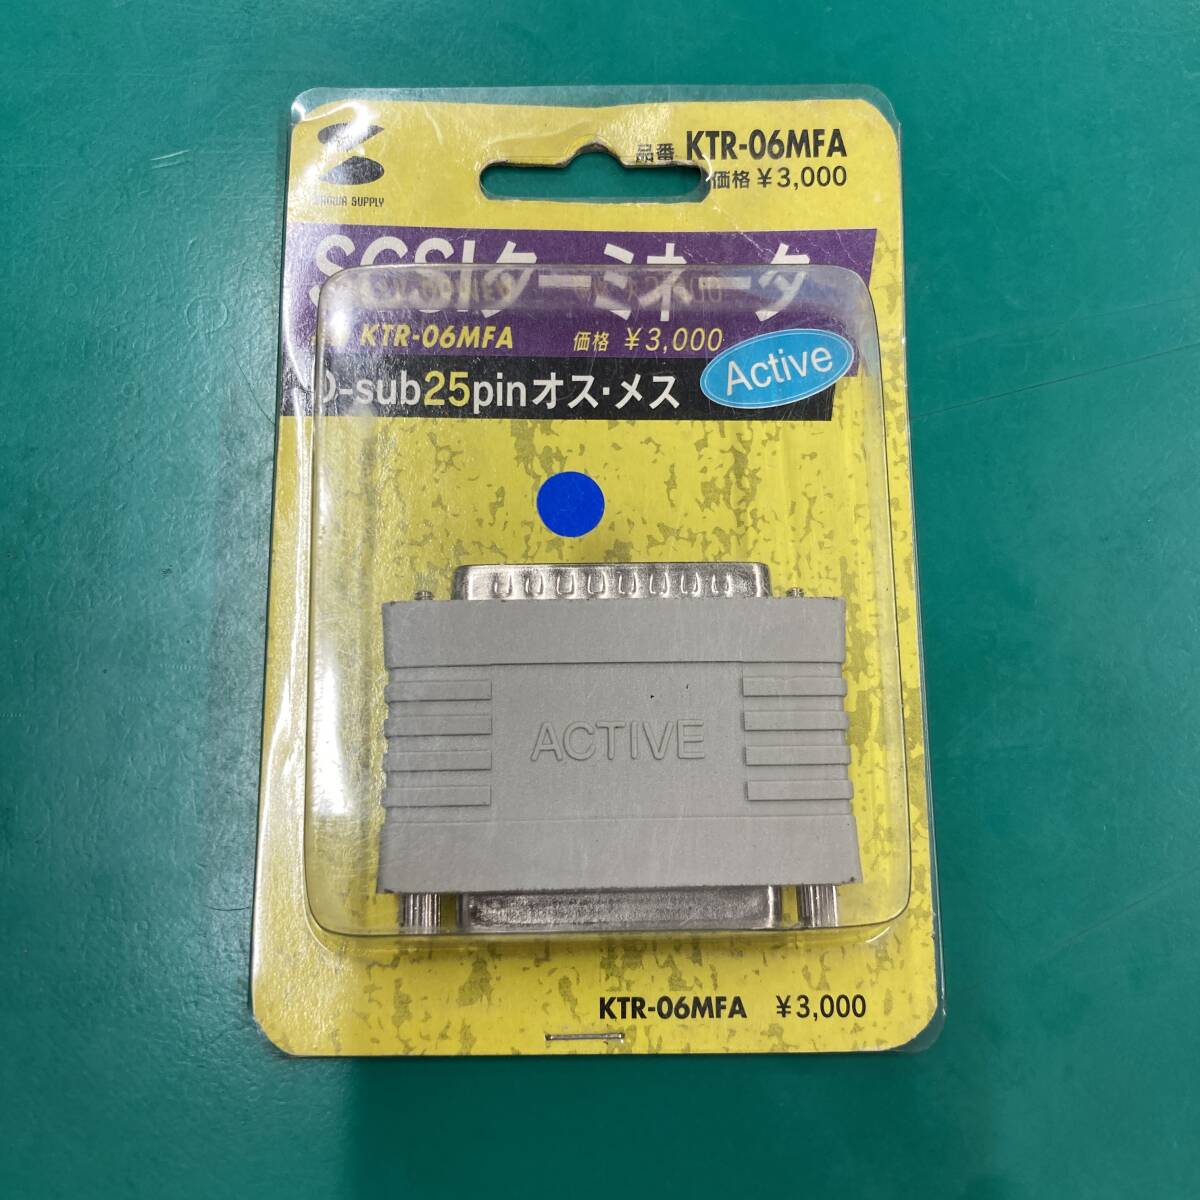 品番 KTR-06MFA
価格 ¥3,000
SANWA SUPPLY
SCSIターミネータ
KTR-06MFA 価格 ¥3,000
Active
D-sub25pinオス・メス
ACTIVE
KTR-06MFA ¥3,000